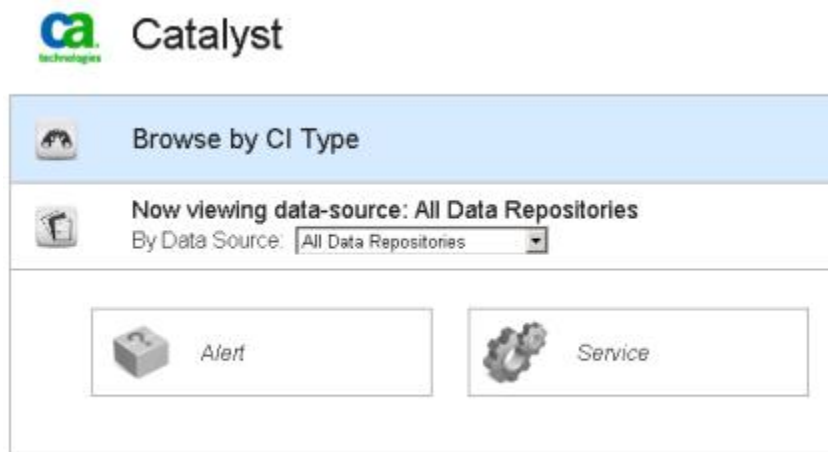 ca.
technologies
Catalyst
Browse by CI Type
Now viewing data-source: All Data Repositories
By Data Source: All Data Repositories
Alert
Service